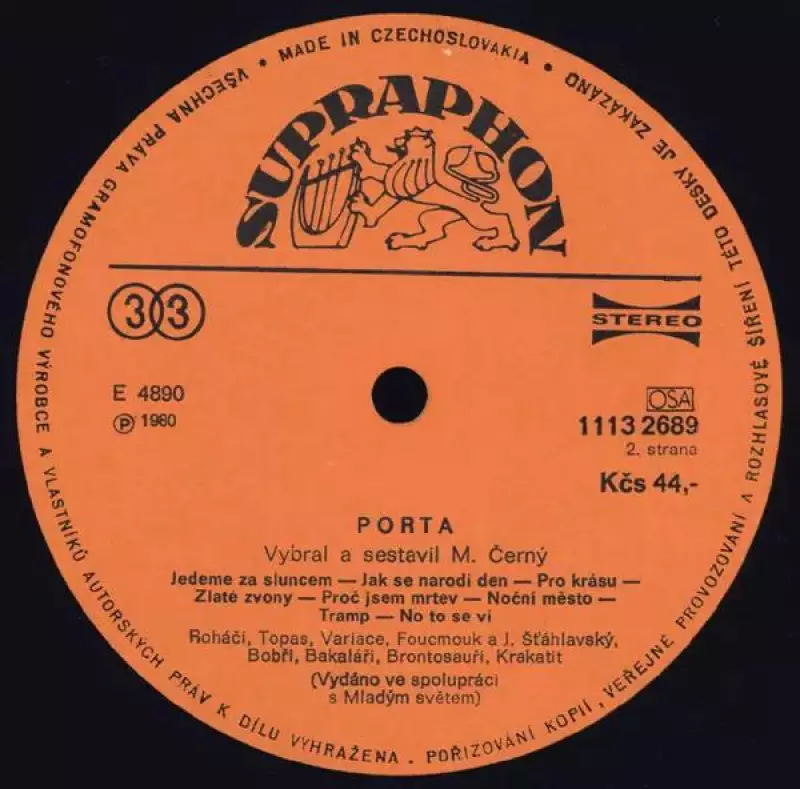 VŠECHNA PRÁVA GRAMOFONOVÉHO VÝROBCE A VLASTNÍKŮ AUTORSKÝCH PRÁV K DÍLU VYHRAŽENA . POŘIZOVÁNÍ KOPIÍ, VEŘEJNÉ PROVOZOVÁNÍ A ROZHLASOVÉ ŠÍŘENÍ TÉTO DESKY JE ZAKÁZÁNO • MADE IN CZECHOSLOVAKIA •
SUPRAPHON
33
STEREO
E 4890
Ⓟ 1980
OSA
1113 2689
2. strana
Kčs 44,-
PORTA
Vybral a sestavil M. Černý
Jedeme za sluncem — Jak se narodi den — Pro krásu —
Zlaté zvony — Proč jsem mrtev — Noční město —
Tramp — No to se ví
Roháči, Topas, Variace, Foucmouk a J. Šťáhlavský,
Bobři, Bakaláři, Brontosauři, Krakatit
(Vydáno ve spolupráci
s Mladým světem)